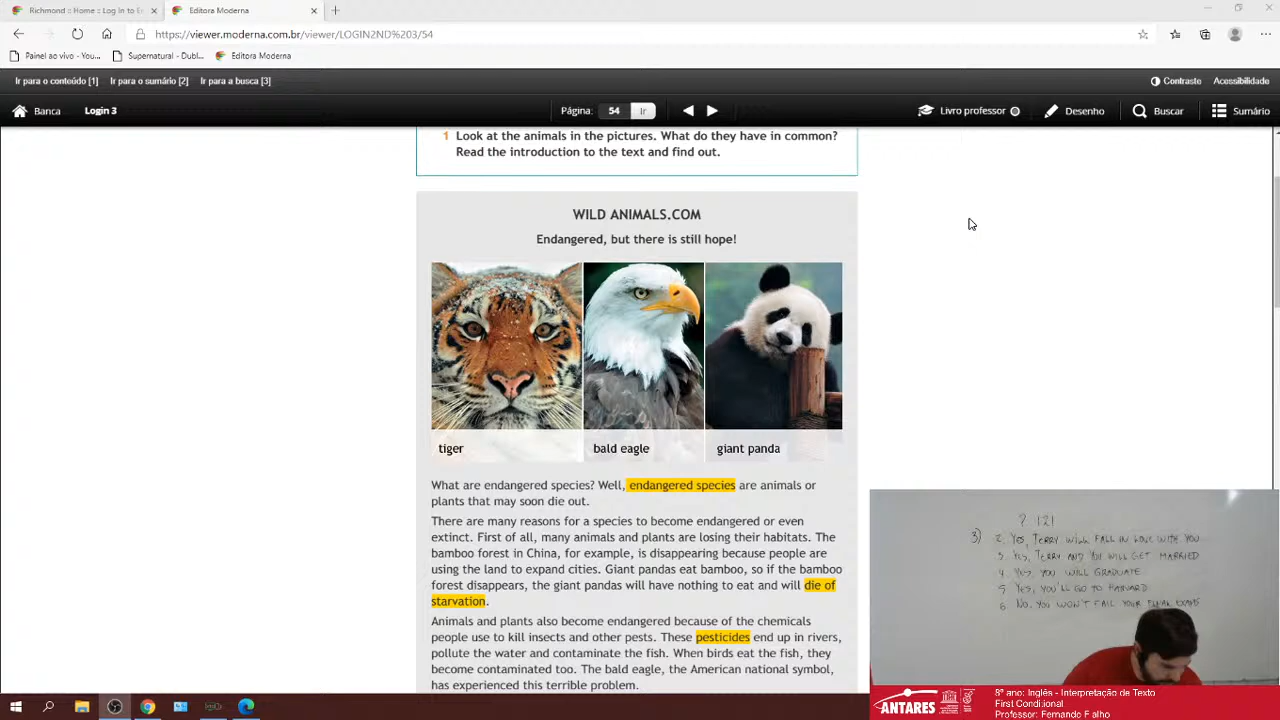 Richmond :: Home :: Log In to En
Editora Moderna
https://viewer.moderna.com.br/viewer/LOGIN2ND%203/54
Painel ao vivo - You...
Supernatural - Dubl...
Editora Moderna
Ir para o conteúdo [1]
Ir para o sumário [2]
Ir para a busca [3]
Contraste
Acessibilidade
Banca
Login 3
Página:
54
Ir
Livro professor
Desenho
Buscar
Sumário
1 Look at the animals in the pictures. What do they have in common?
Read the introduction to the text and find out.
WILD ANIMALS.COM
Endangered, but there is still hope!
tiger
bald eagle
giant panda
What are endangered species? Well, endangered species are animals or
plants that may soon die out.
There are many reasons for a species to become endangered or even
extinct. First of all, many animals and plants are losing their habitats. The
bamboo forest in China, for example, is disappearing because people are
using the land to expand cities. Giant pandas eat bamboo, so if the bamboo
forest disappears, the giant pandas will have nothing to eat and will die of
starvation.
Animals and plants also become endangered because of the chemicals
people use to kill insects and other pests. These pesticides end up in rivers,
pollute the water and contaminate the fish. When birds eat the fish, they
become contaminated too. The bald eagle, the American national symbol,
has experienced this terrible problem.
? 121
3) 2. YES, TERRY WILL FALL IN LOVE WITH YOU
3 YES, TERRY AND YOU WILL GET MARRIED
4 YES, YOU WILL GRADUATE
5 YES, YOU'LL GO TO HARVARD
6 NO, YOU WON'T FAIL YOUR FINAL EXAMS
ANTARES
8º ano: Inglês - Interpretação de Texto
First Conditional
Professor: Fernando Falho